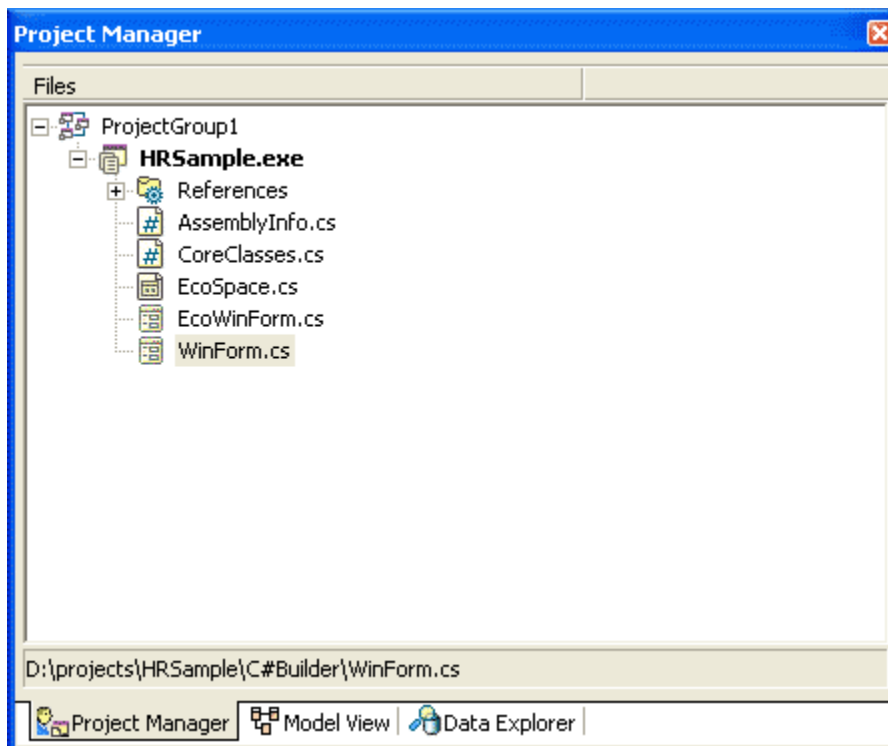 Project Manager
Files
ProjectGroup1
HRSample.exe
References
AssemblyInfo.cs
CoreClasses.cs
EcoSpace.cs
EcoWinForm.cs
WinForm.cs
D:\projects\HRSample\C#Builder\WinForm.cs
Project Manager Model View Data Explorer